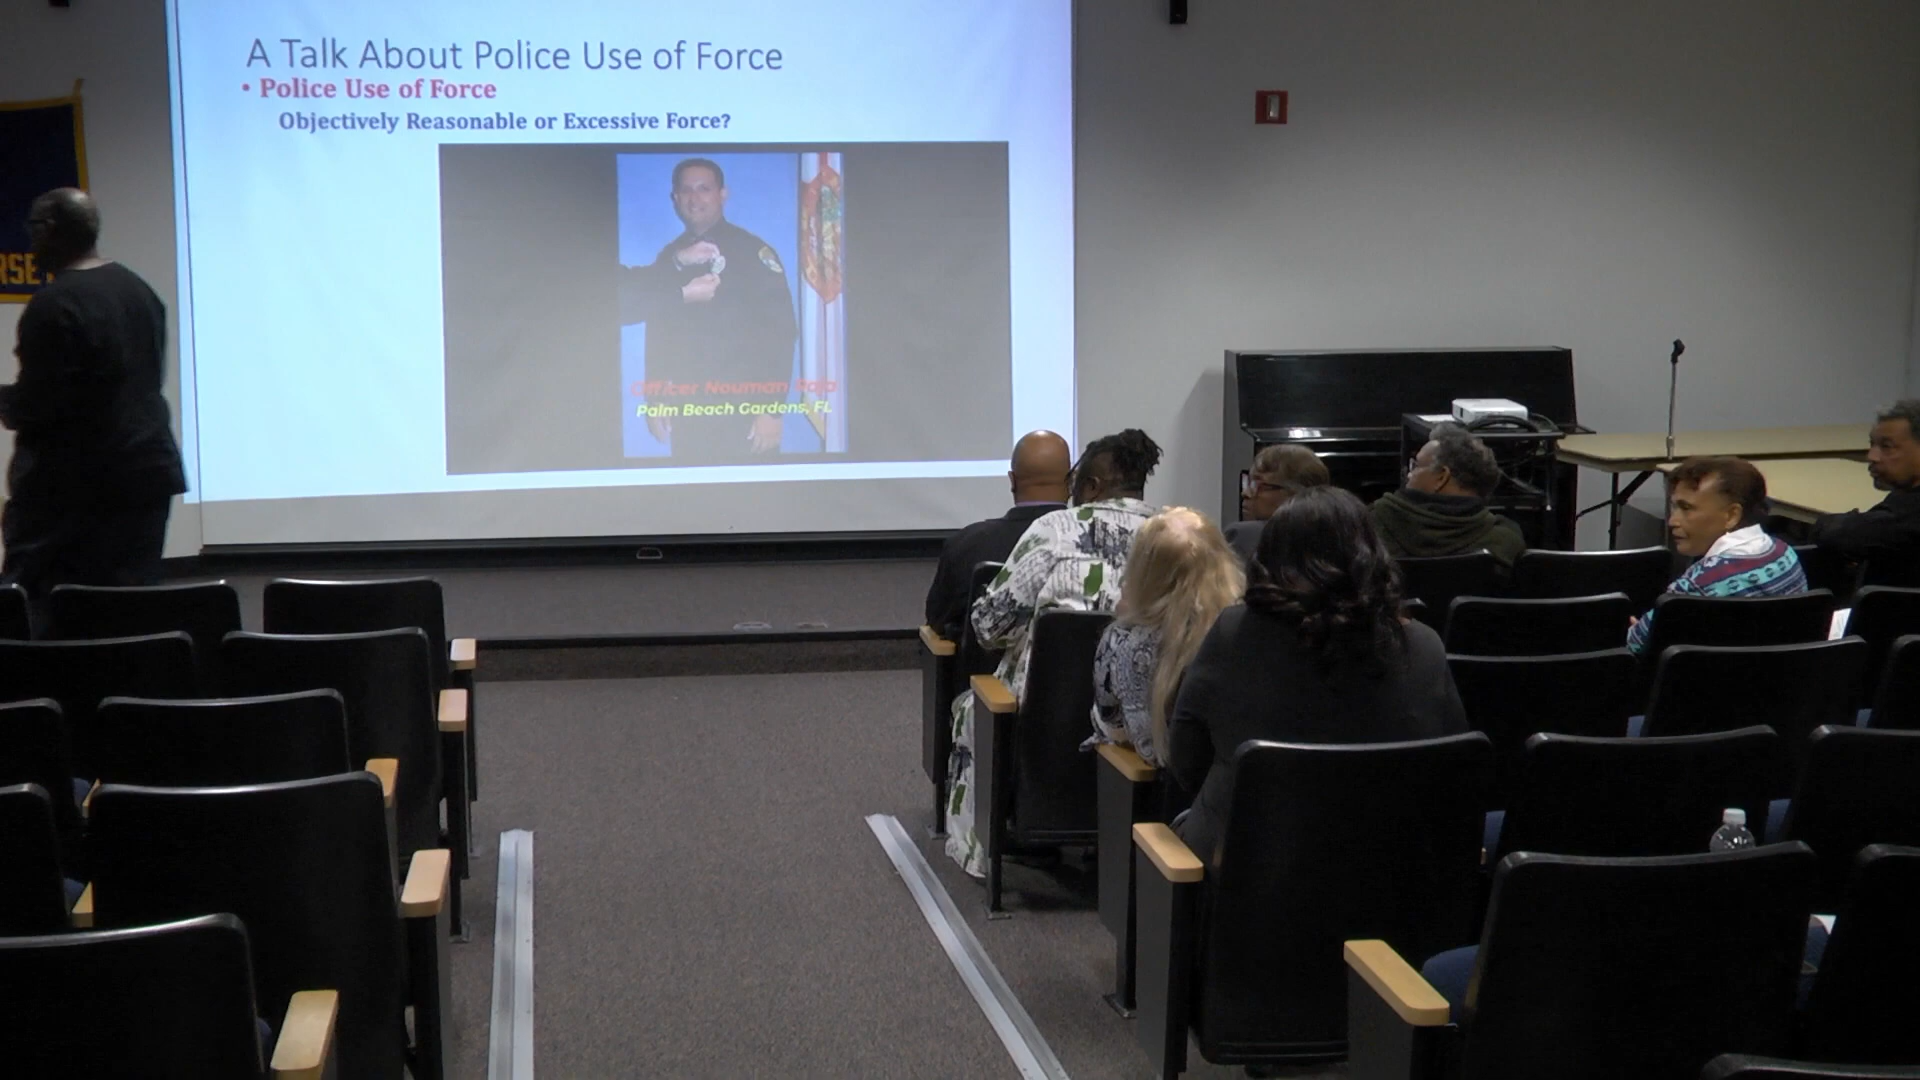 A Talk About Police Use of Force
• Police Use of Force
Objectively Reasonable or Excessive Force?
Officer Nouman Raja
Palm Beach Gardens, FL